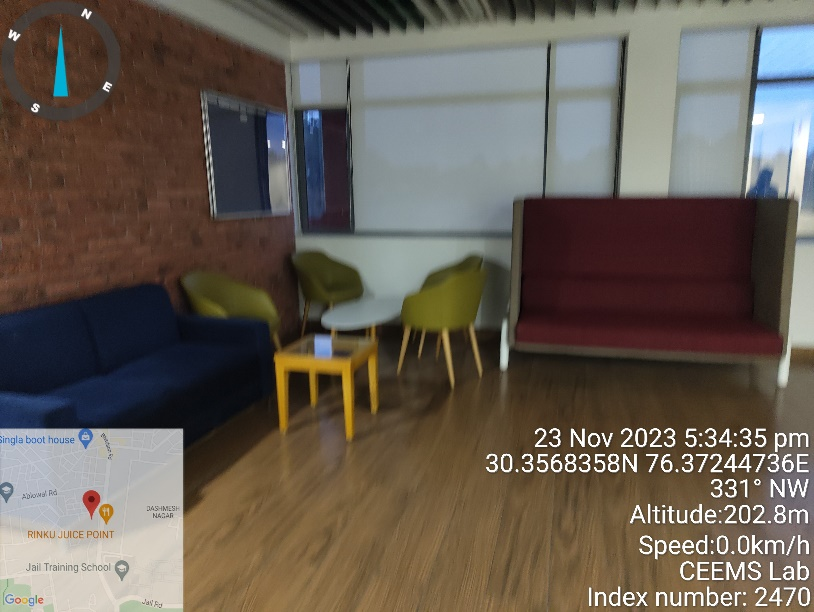 N
W
E
S
Singla boot house
Ablowal Rd
DASHMESH
NAGAR
RINKU JUICE POINT
Jail Training School
Jail Rd
Google
23 Nov 2023 5:34:35 pm
30.3568358N 76.37244736E
331° NW
Altitude:202.8m
Speed:0.0km/h
CEEMS Lab
Index number: 2470